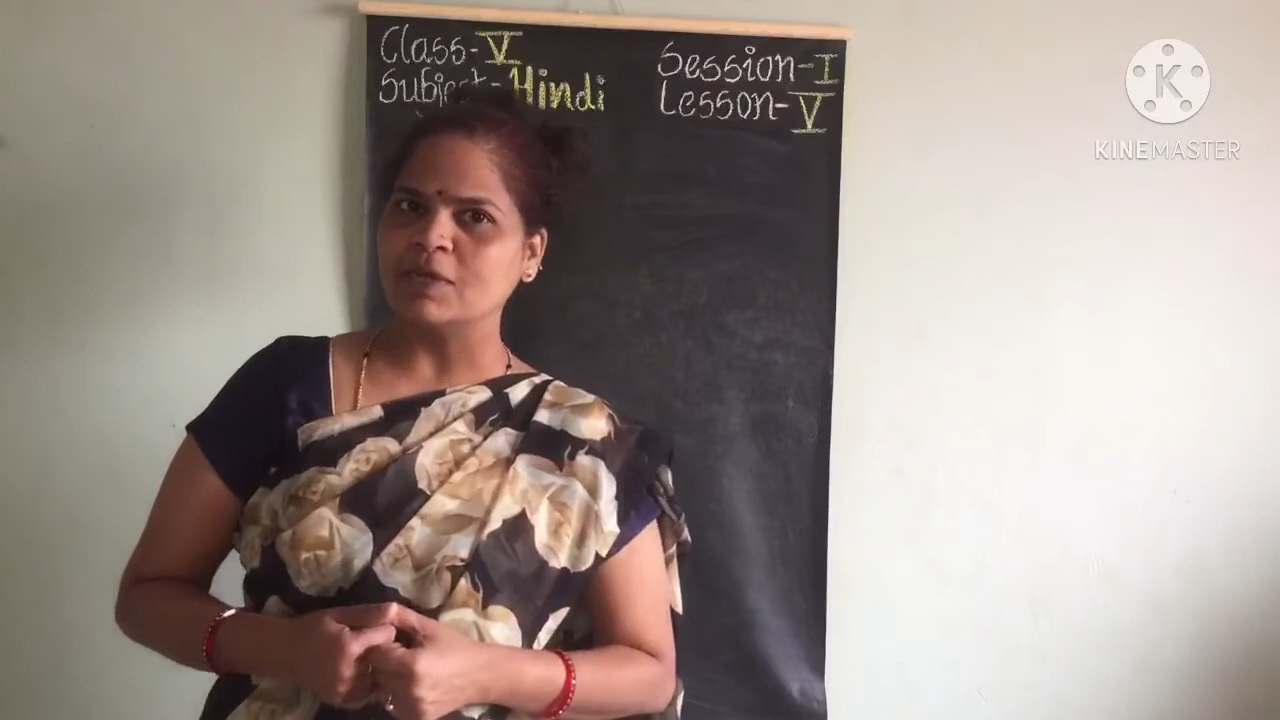 Class-V
Subject-Hindi
Session-I
Lesson-V
K
KINEMASTER